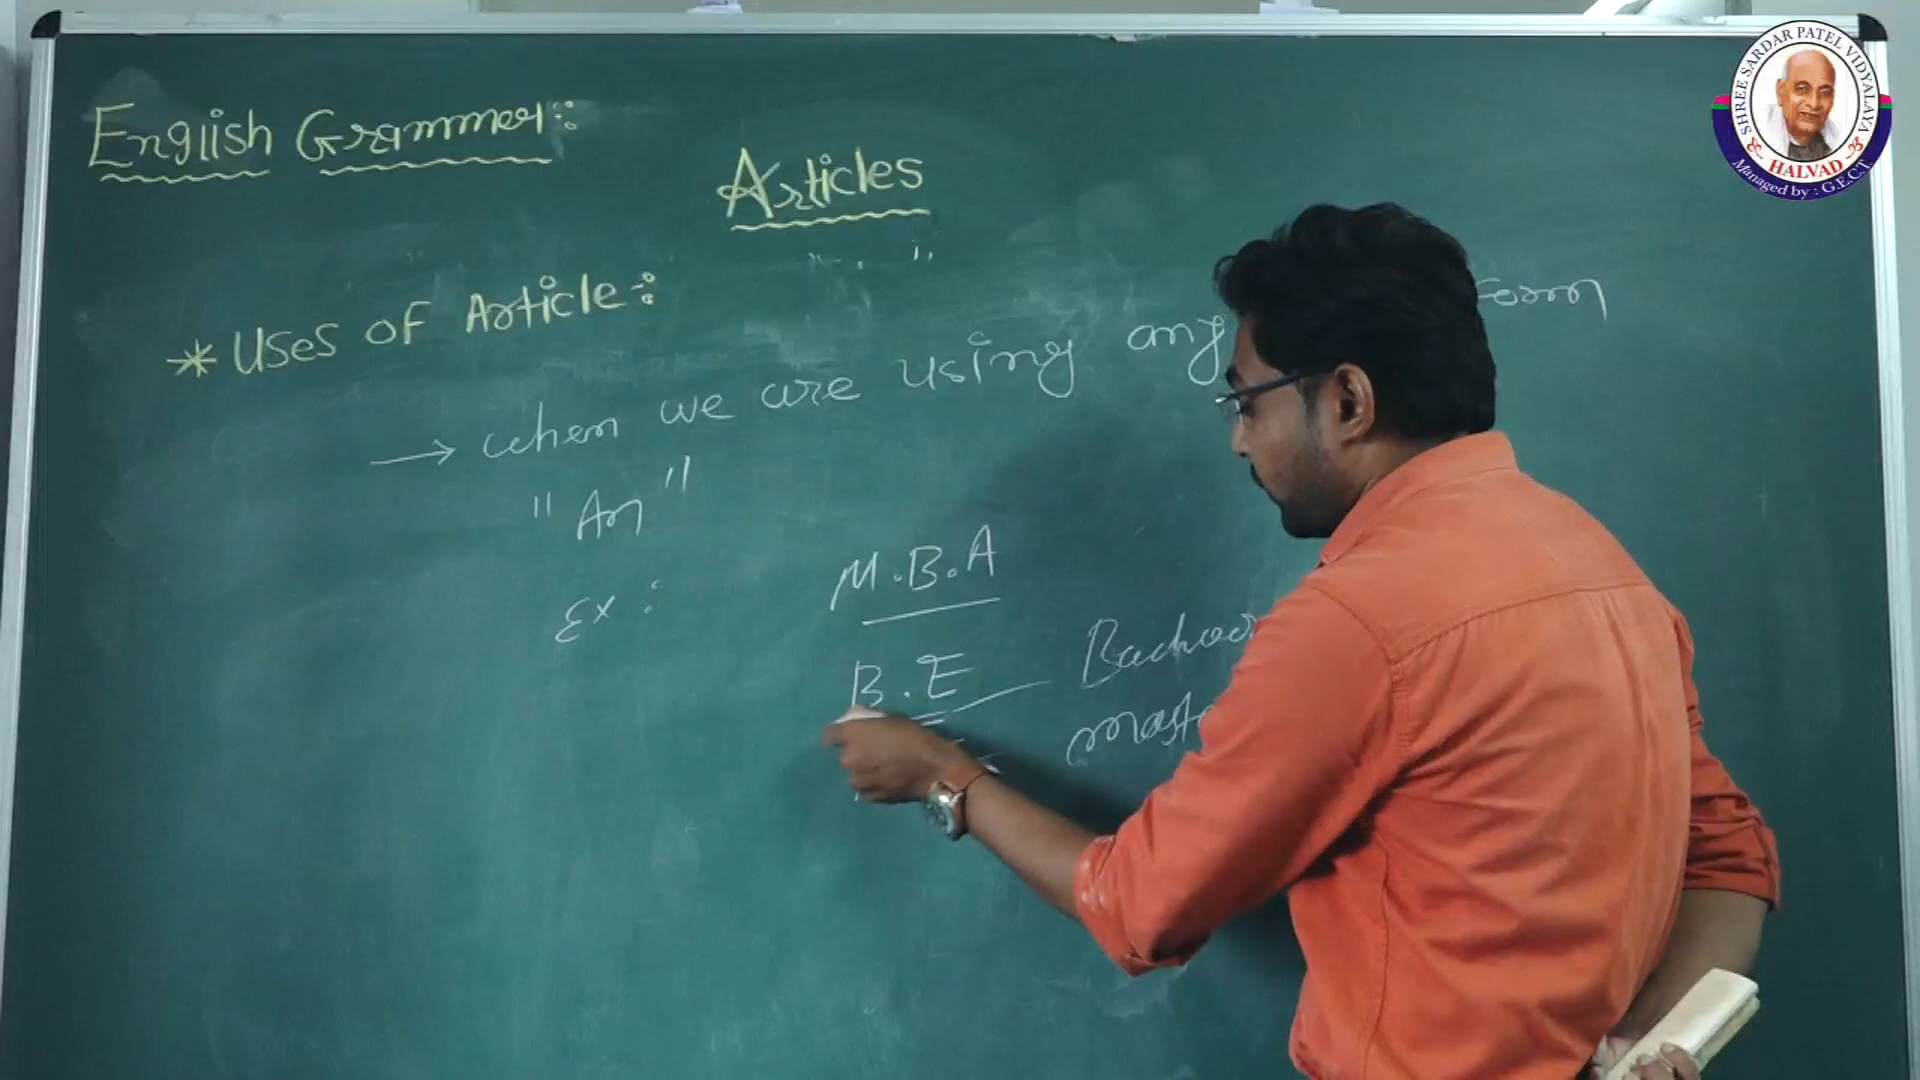 English Grammer:
Articles
* Uses of Article:-
→ when we are using any form
"An"
Ex :
M.B.A
B.E
SHREE SARDAR PATEL VIDYALAYA
HALVAD
Managed by : G.E.C.T.